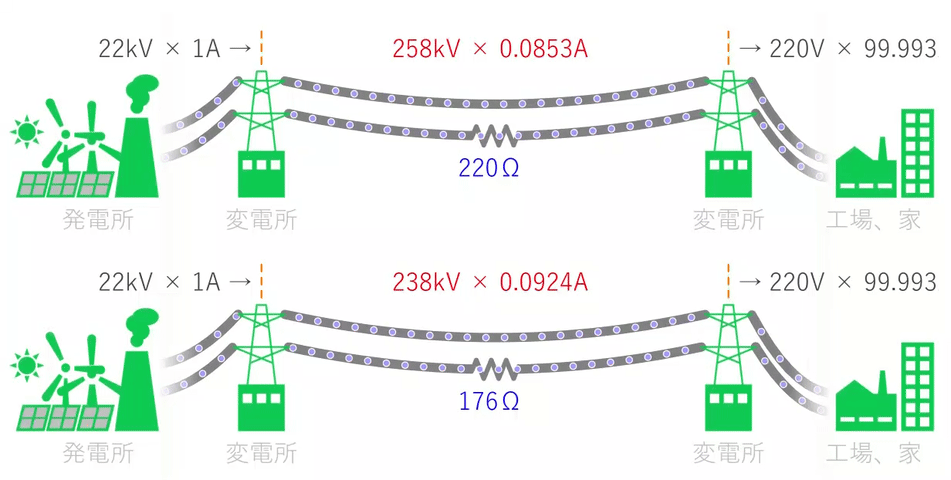 22kV × 1A → 258kV × 0.0853A → 220V × 99.993
220Ω
発電所 変電所 変電所 工場、家
22kV × 1A → 238kV × 0.0924A → 220V × 99.993
176Ω
発電所 変電所 変電所 工場、家